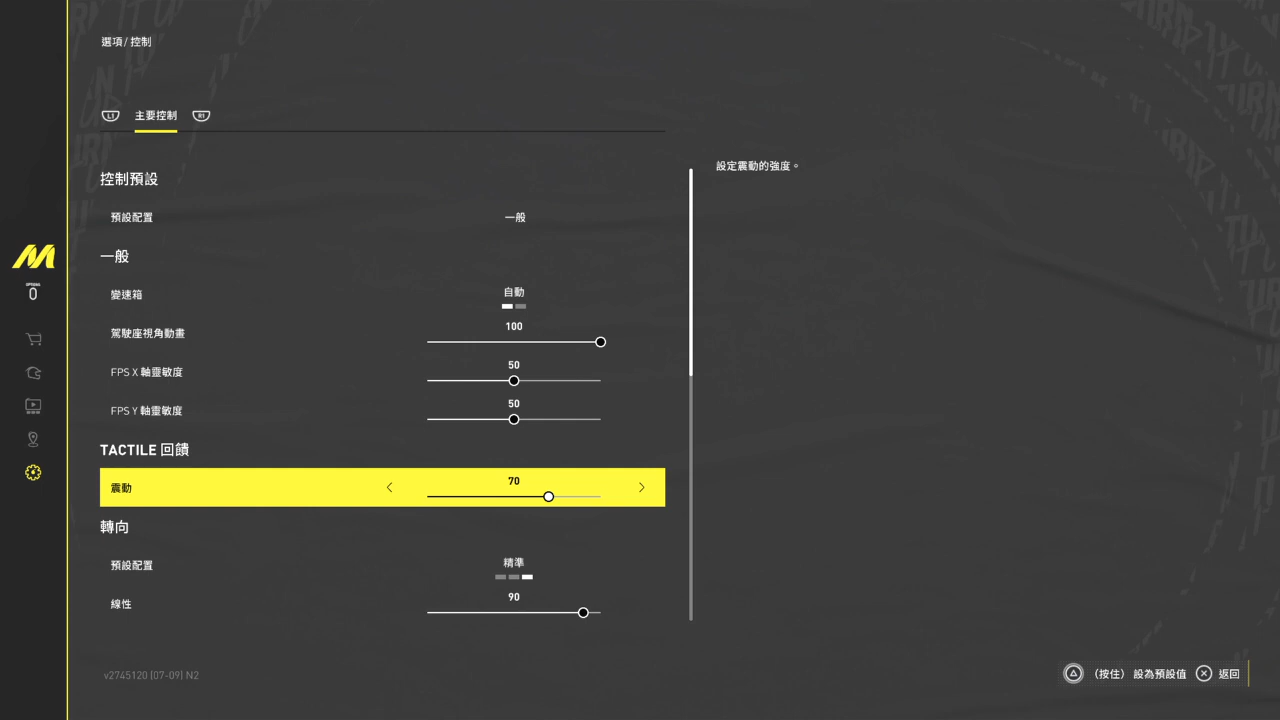 選項/控制
L1 主要控制 R1
設定震動的強度。
控制預設
預設配置 一般
一般
變速箱 自動
駕駛座視角動畫 100
FPS X 軸靈敏度 50
FPS Y 軸靈敏度 50
TACTILE 回饋
震動 70
轉向
預設配置 精準
線性 90
0
v2745120 [07-09] N2
（按住） 設為預設值 返回